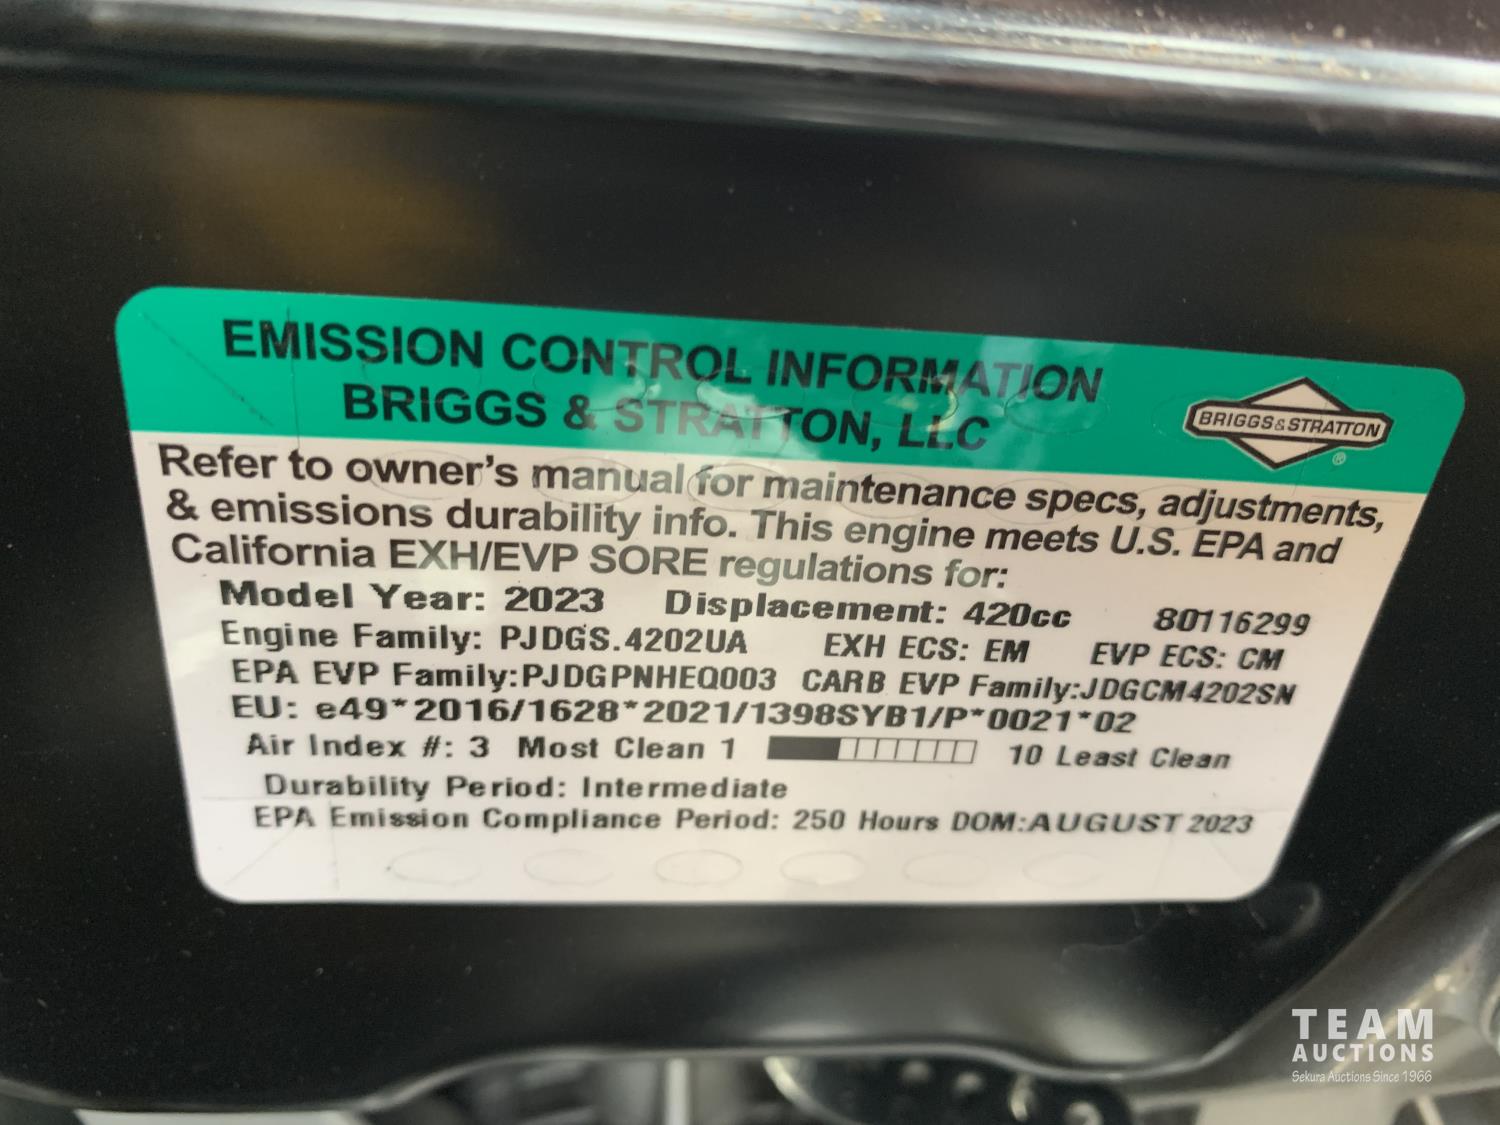 EMISSION CONTROL INFORMATION
BRIGGS & STRATTON, LLC
BRIGGS&STRATTON®
Refer to owner's manual for maintenance specs, adjustments,
& emissions durability info. This engine meets U.S. EPA and
California EXH/EVP SORE regulations for:
Model Year: 2023 Displacement: 420cc 80116299
Engine Family: PJDGS.4202UA EXH ECS: EM EVP ECS: CM
EPA EVP Family:PJDGPNHEQ003 CARB EVP Family:JDGCM4202SN
EU: e49*2016/1628*2021/1398SYB1/P*0021*02
Air Index #: 3 Most Clean 1 10 Least Clean
Durability Period: Intermediate
EPA Emission Compliance Period: 250 Hours DOM:AUGUST 2023
TEAM
AUCTIONS
Sekura Auctions Since 1966